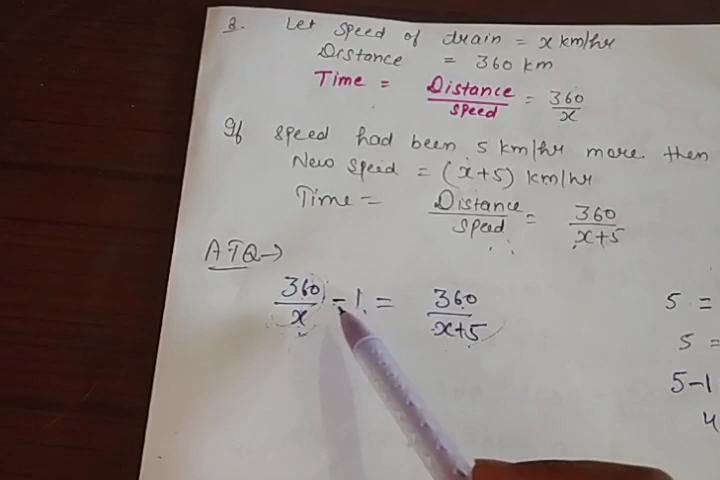 3. Let speed of drain = x km/hr
Distance = 360 km
Time = Distance/speed = 360/x
If speed had been 5 km/hr more then
New speed = (x+5) km/hr
Time = Distance/speed = 360/x+5
ATQ→
360/x - 1 = 360/x+5
5 =
5 =
5-1
4